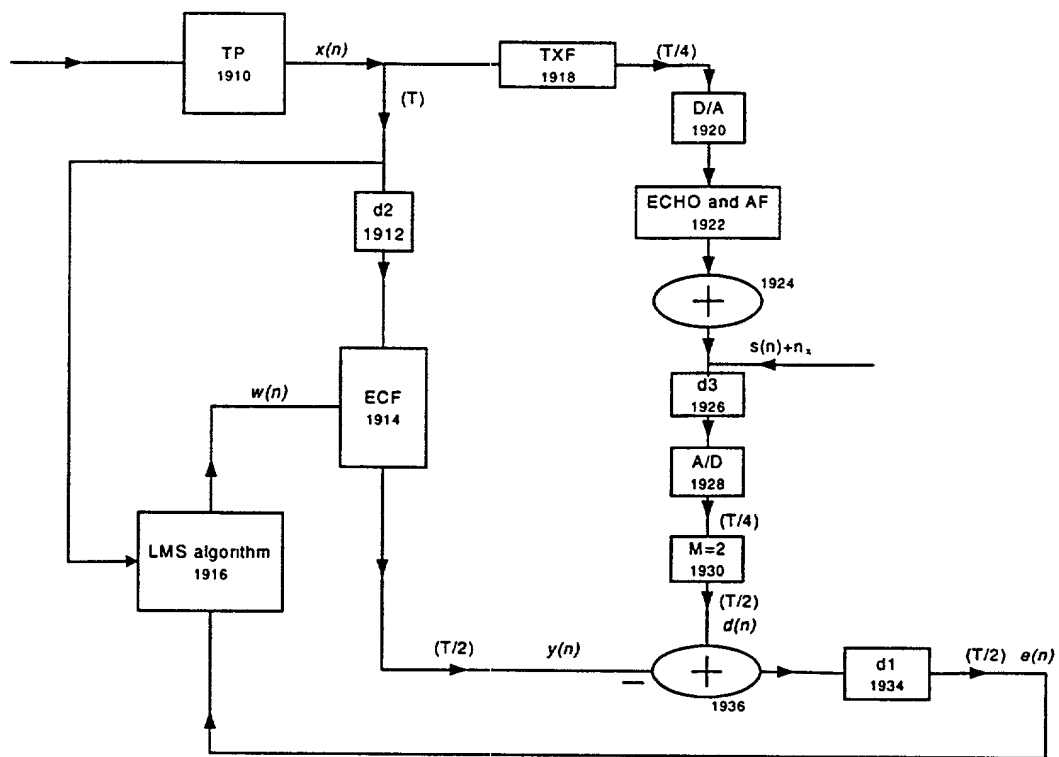 TP
1910
x(n)
TXF
1918
(T/4)
(T)
D/A
1920
d2
1912
ECHO and AF
1922
1924
+
s(n)+nₓ
d3
1926
w(n)
ECF
1914
A/D
1928
(T/4)
LMS algorithm
1916
M=2
1930
(T/2)
d(n)
(T/2)
y(n)
+
–
1936
d1
1934
(T/2)
e(n)